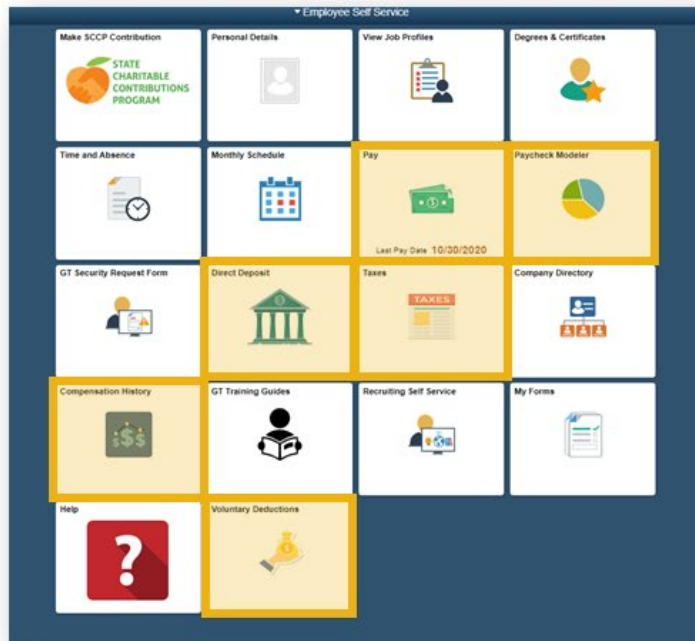 Employee Self Service
Make SCCP Contribution
STATE
CHARITABLE
CONTRIBUTIONS
PROGRAM
Personal Details
View Job Profiles
Degrees & Certificates
Time and Absence
Monthly Schedule
Pay
Last Pay Date 10/30/2020
Paycheck Modeler
GT Security Request Form
Direct Deposit
Taxes
TAXES
Company Directory
Compensation History
$$$
GT Training Guides
Recruiting Self Service
My Forms
Help
?
Voluntary Deductions